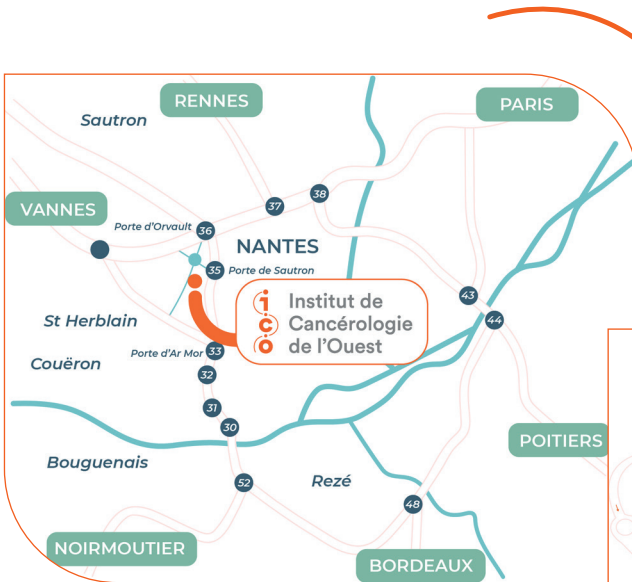 RENNES
PARIS
Sautron
38
37
VANNES
Porte d'Orvault
36
NANTES
35
Porte de Sautron
43
ico
Institut de
Cancérologie
de l'Ouest
St Herblain
44
Porte d'Ar Mor
33
Couëron
32
31
30
POITIERS
Bouguenais
Rezé
52
48
NOIRMOUTIER
BORDEAUX